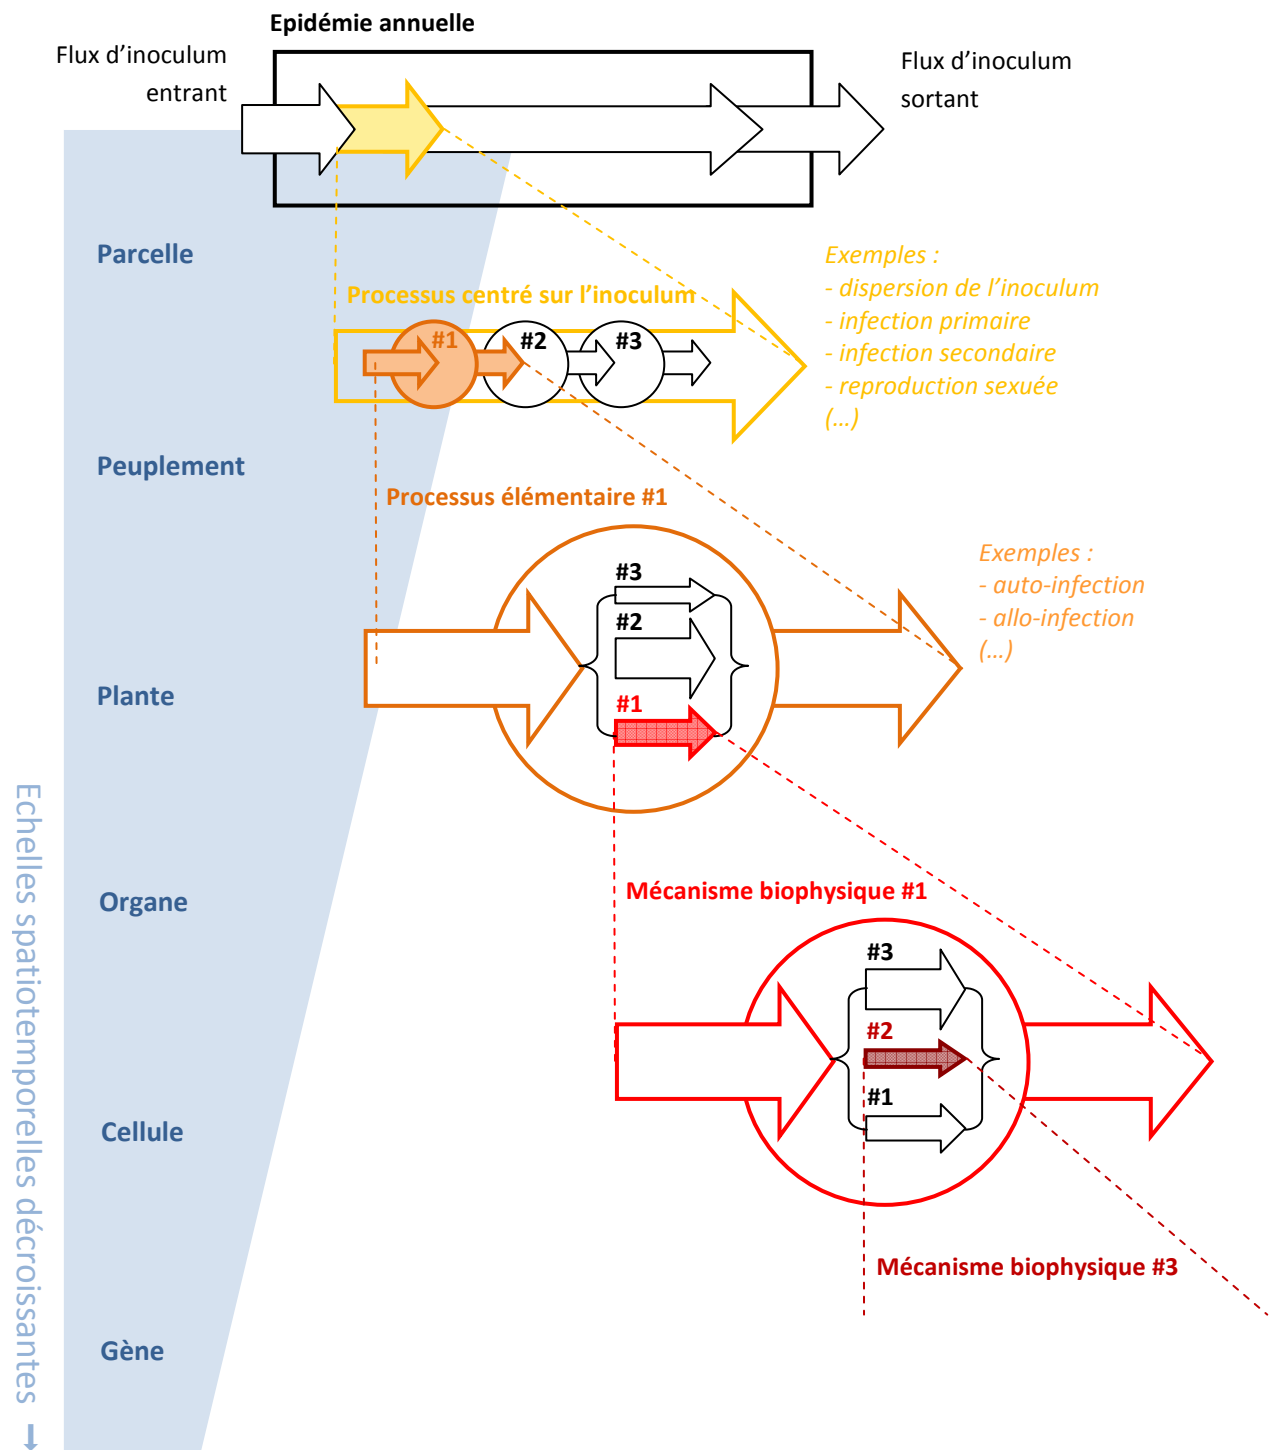 Epidémie annuelle
Flux d’inoculum
entrant
Flux d’inoculum
sortant
Parcelle
Exemples :
- dispersion de l’inoculum
- infection primaire
- infection secondaire
- reproduction sexuée
(…)
Processus centré sur l’inoculum
#1
#2
#3
Peuplement
Processus élémentaire #1
#3
#2
#1
Exemples :
- auto-infection
- allo-infection
(…)
Plante
Organe
Mécanisme biophysique #1
#3
#2
#1
Cellule
Mécanisme biophysique #3
Gène
Echelles spatiotemporelles décroissantes →